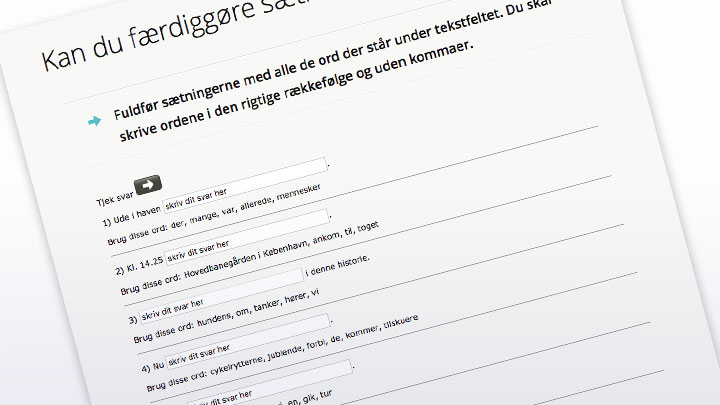 Kan du færdiggøre
Fuldfør sætningerne med alle de ord der står under tekstfeltet. Du skal
skrive ordene i den rigtige rækkefølge og uden kommaer.
Tjek svar
1) Ude i haven skriv dit svar her .
Brug disse ord: der, mange, var, allerede, mennesker
2) Kl. 14.25 skriv dit svar her .
Brug disse ord: Hovedbanegården i København, ankom, til, toget
3) skriv dit svar her i denne historie.
Brug disse ord: hundens, om, tanker, hører, vi
4) Nu skriv dit svar her .
Brug disse ord: cykelrytterne, jublende, forbi, de, kommer, tilskuere
skriv dit svar her .
en, gik, tur